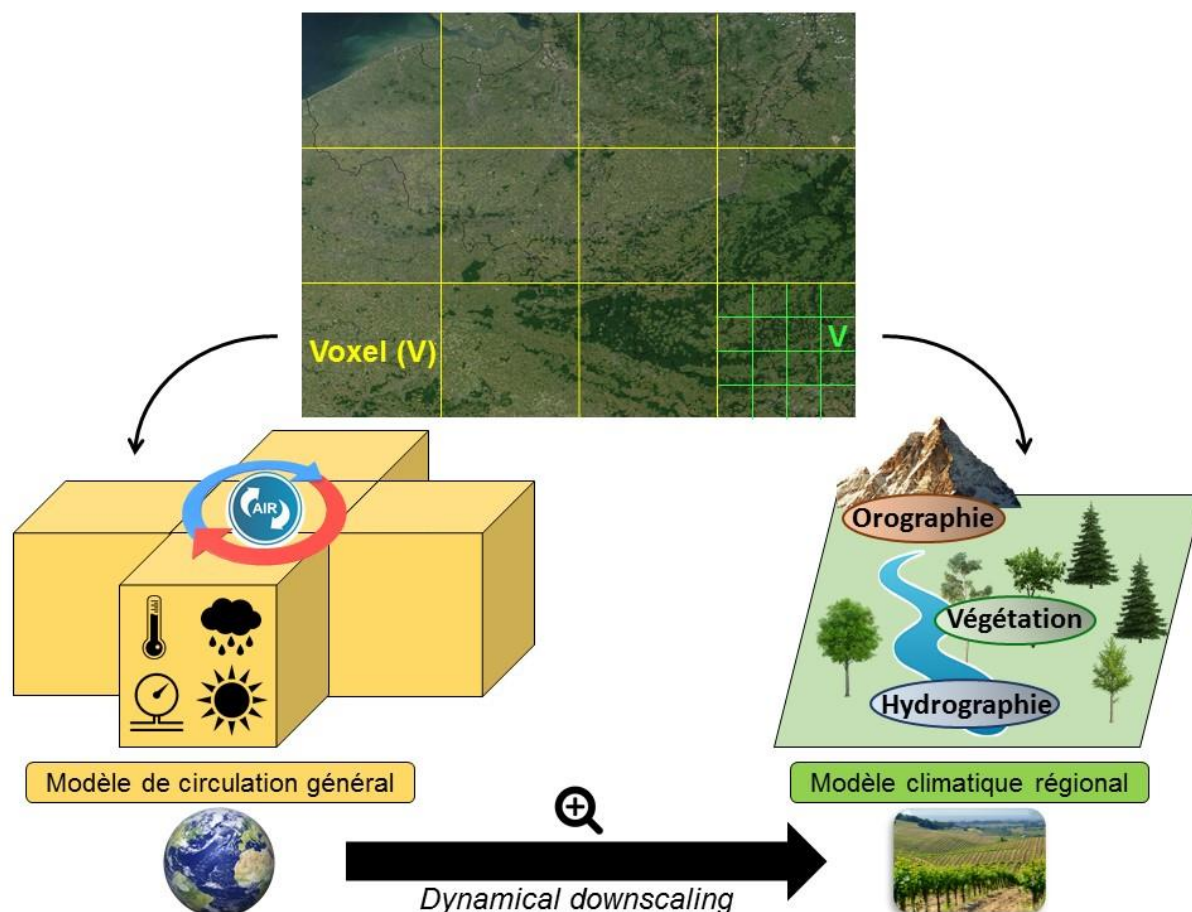 Voxel (V)
V
AIR
Orographie
Végétation
Hydrographie
Modèle de circulation général
Modèle climatique régional
Dynamical downscaling